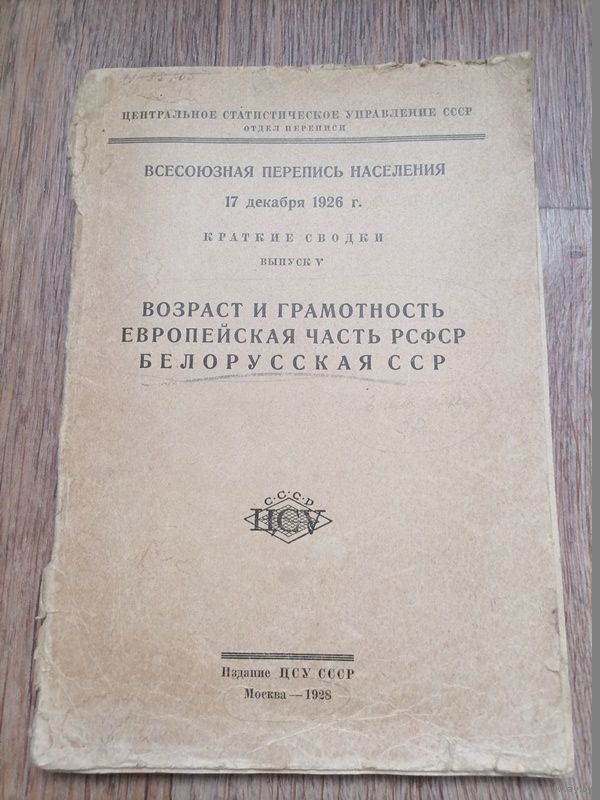 ЦЕНТРАЛЬНОЕ СТАТИСТИЧЕСКОЕ УПРАВЛЕНИЕ СССР
ОТДЕЛ ПЕРЕПИСИ
ВСЕСОЮЗНАЯ ПЕРЕПИСЬ НАСЕЛЕНИЯ
17 декабря 1926 г.
КРАТКИЕ СВОДКИ
ВЫПУСК V
ВОЗРАСТ И ГРАМОТНОСТЬ
ЕВРОПЕЙСКАЯ ЧАСТЬ РСФСР
БЕЛОРУССКАЯ ССР
С·С·С·Р
ЦСУ
Издание ЦСУ СССР
Москва—1928